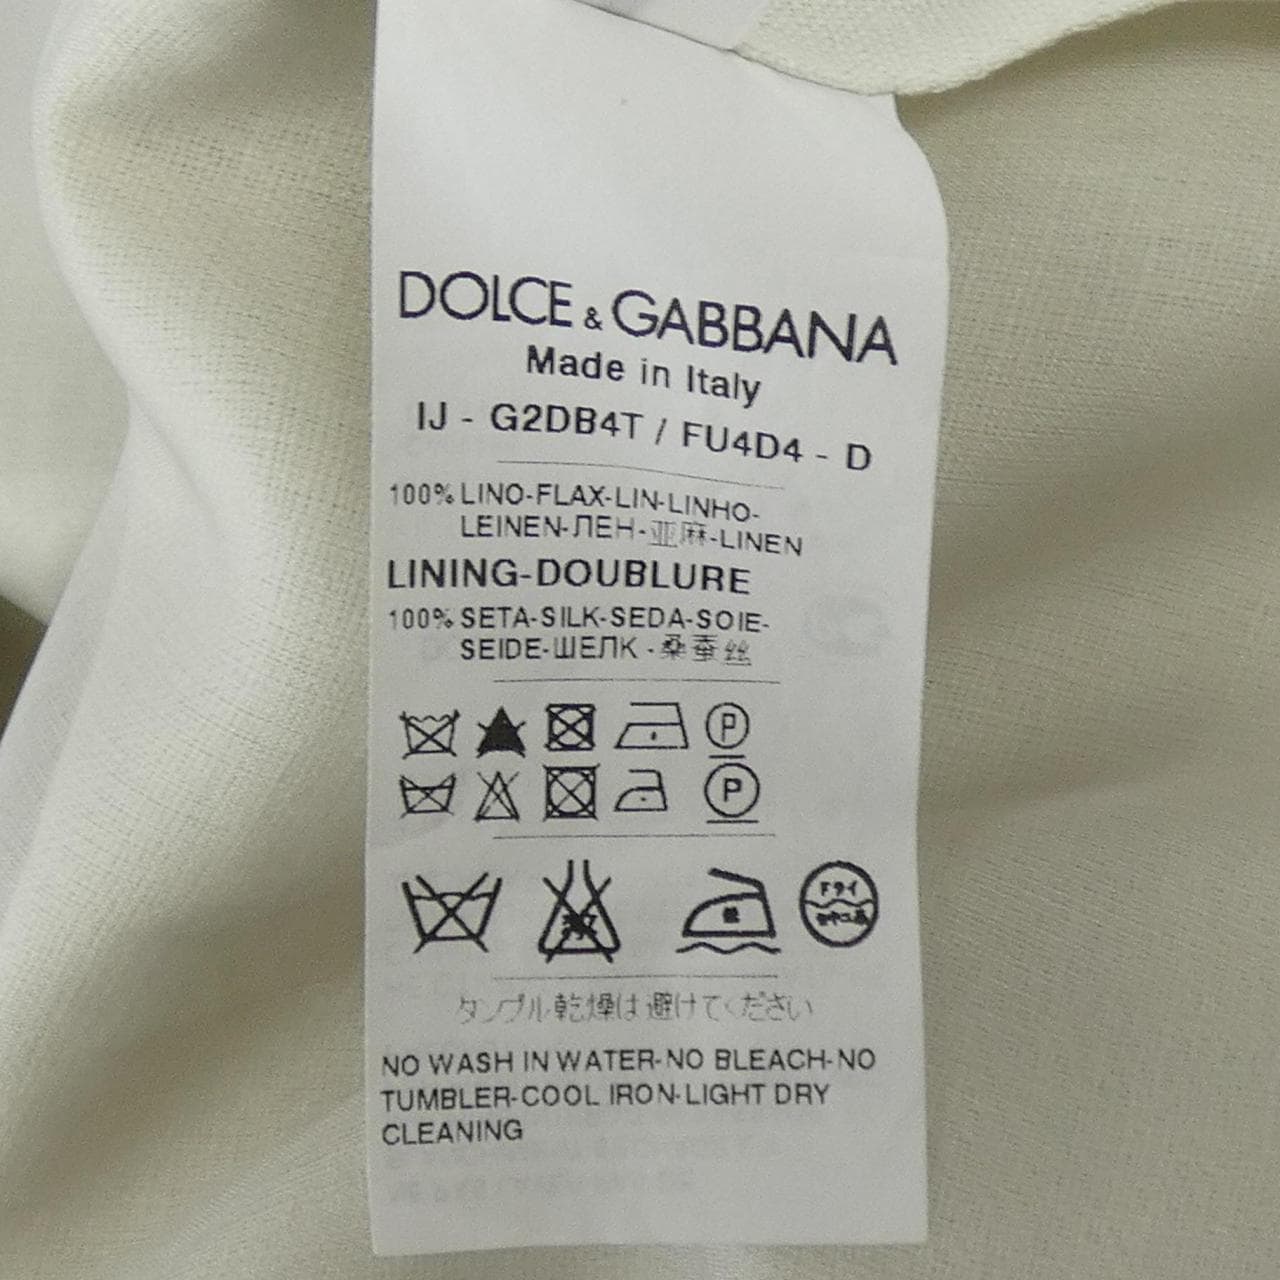 DOLCE & GABBANA
Made in Italy
IJ - G2DB4T / FU4D4 - D
100% LINO-FLAX-LIN-LINHO-
LEINEN-ЛЕН-亚麻-LINEN
LINING-DOUBLURE
100% SETA-SILK-SEDA-SOIE-
SEIDE-ШЕЛК-桑蚕丝
P
P
ドライ
タンブル乾燥は避けてください
NO WASH IN WATER-NO BLEACH-NO
TUMBLER-COOL IRON-LIGHT DRY
CLEANING